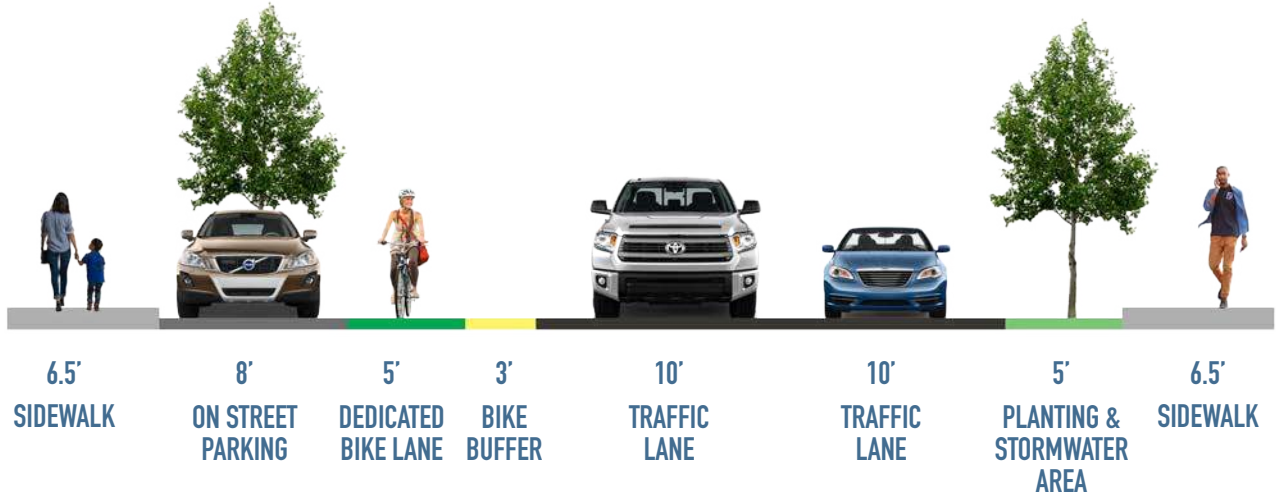 6.5’
SIDEWALK
8’
ON STREET
PARKING
5’
DEDICATED
BIKE LANE
3’
BIKE
BUFFER
10’
TRAFFIC
LANE
10’
TRAFFIC
LANE
5’
PLANTING &
STORMWATER
AREA
6.5’
SIDEWALK